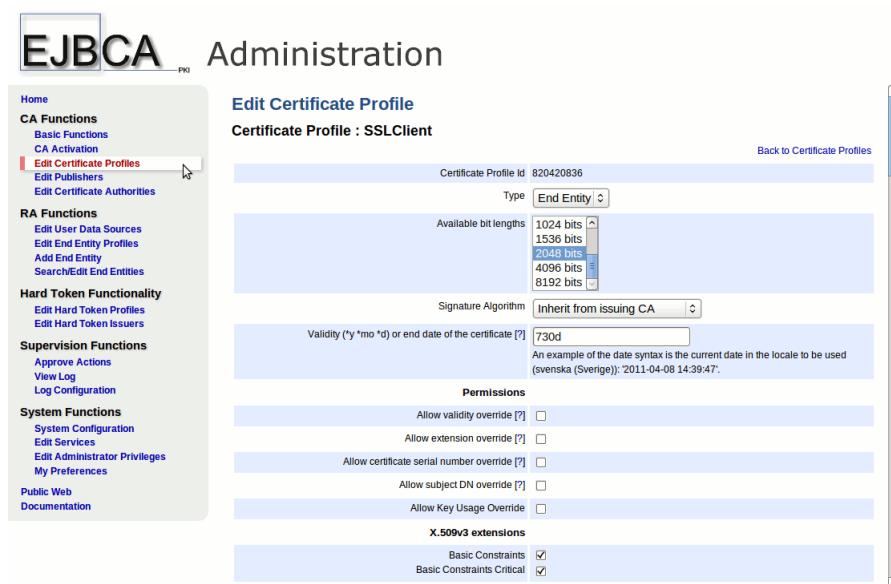 EJBCA PKI Administration
Home
CA Functions
Basic Functions
CA Activation
Edit Certificate Profiles
Edit Publishers
Edit Certificate Authorities
RA Functions
Edit User Data Sources
Edit End Entity Profiles
Add End Entity
Search/Edit End Entities
Hard Token Functionality
Edit Hard Token Profiles
Edit Hard Token Issuers
Supervision Functions
Approve Actions
View Log
Log Configuration
System Functions
System Configuration
Edit Services
Edit Administrator Privileges
My Preferences
Public Web
Documentation
Edit Certificate Profile
Certificate Profile : SSLClient
Back to Certificate Profiles
Certificate Profile Id 820420836
Type End Entity
Available bit lengths 1024 bits
1536 bits
2048 bits
4096 bits
8192 bits
Signature Algorithm Inherit from issuing CA
Validity (*y *mo *d) or end date of the certificate [?] 730d
An example of the date syntax is the current date in the locale to be used
(svenska (Sverige)): '2011-04-08 14:39:47'.
Permissions
Allow validity override [?]
Allow extension override [?]
Allow certificate serial number override [?]
Allow subject DN override [?]
Allow Key Usage Override
X.509v3 extensions
Basic Constraints
Basic Constraints Critical